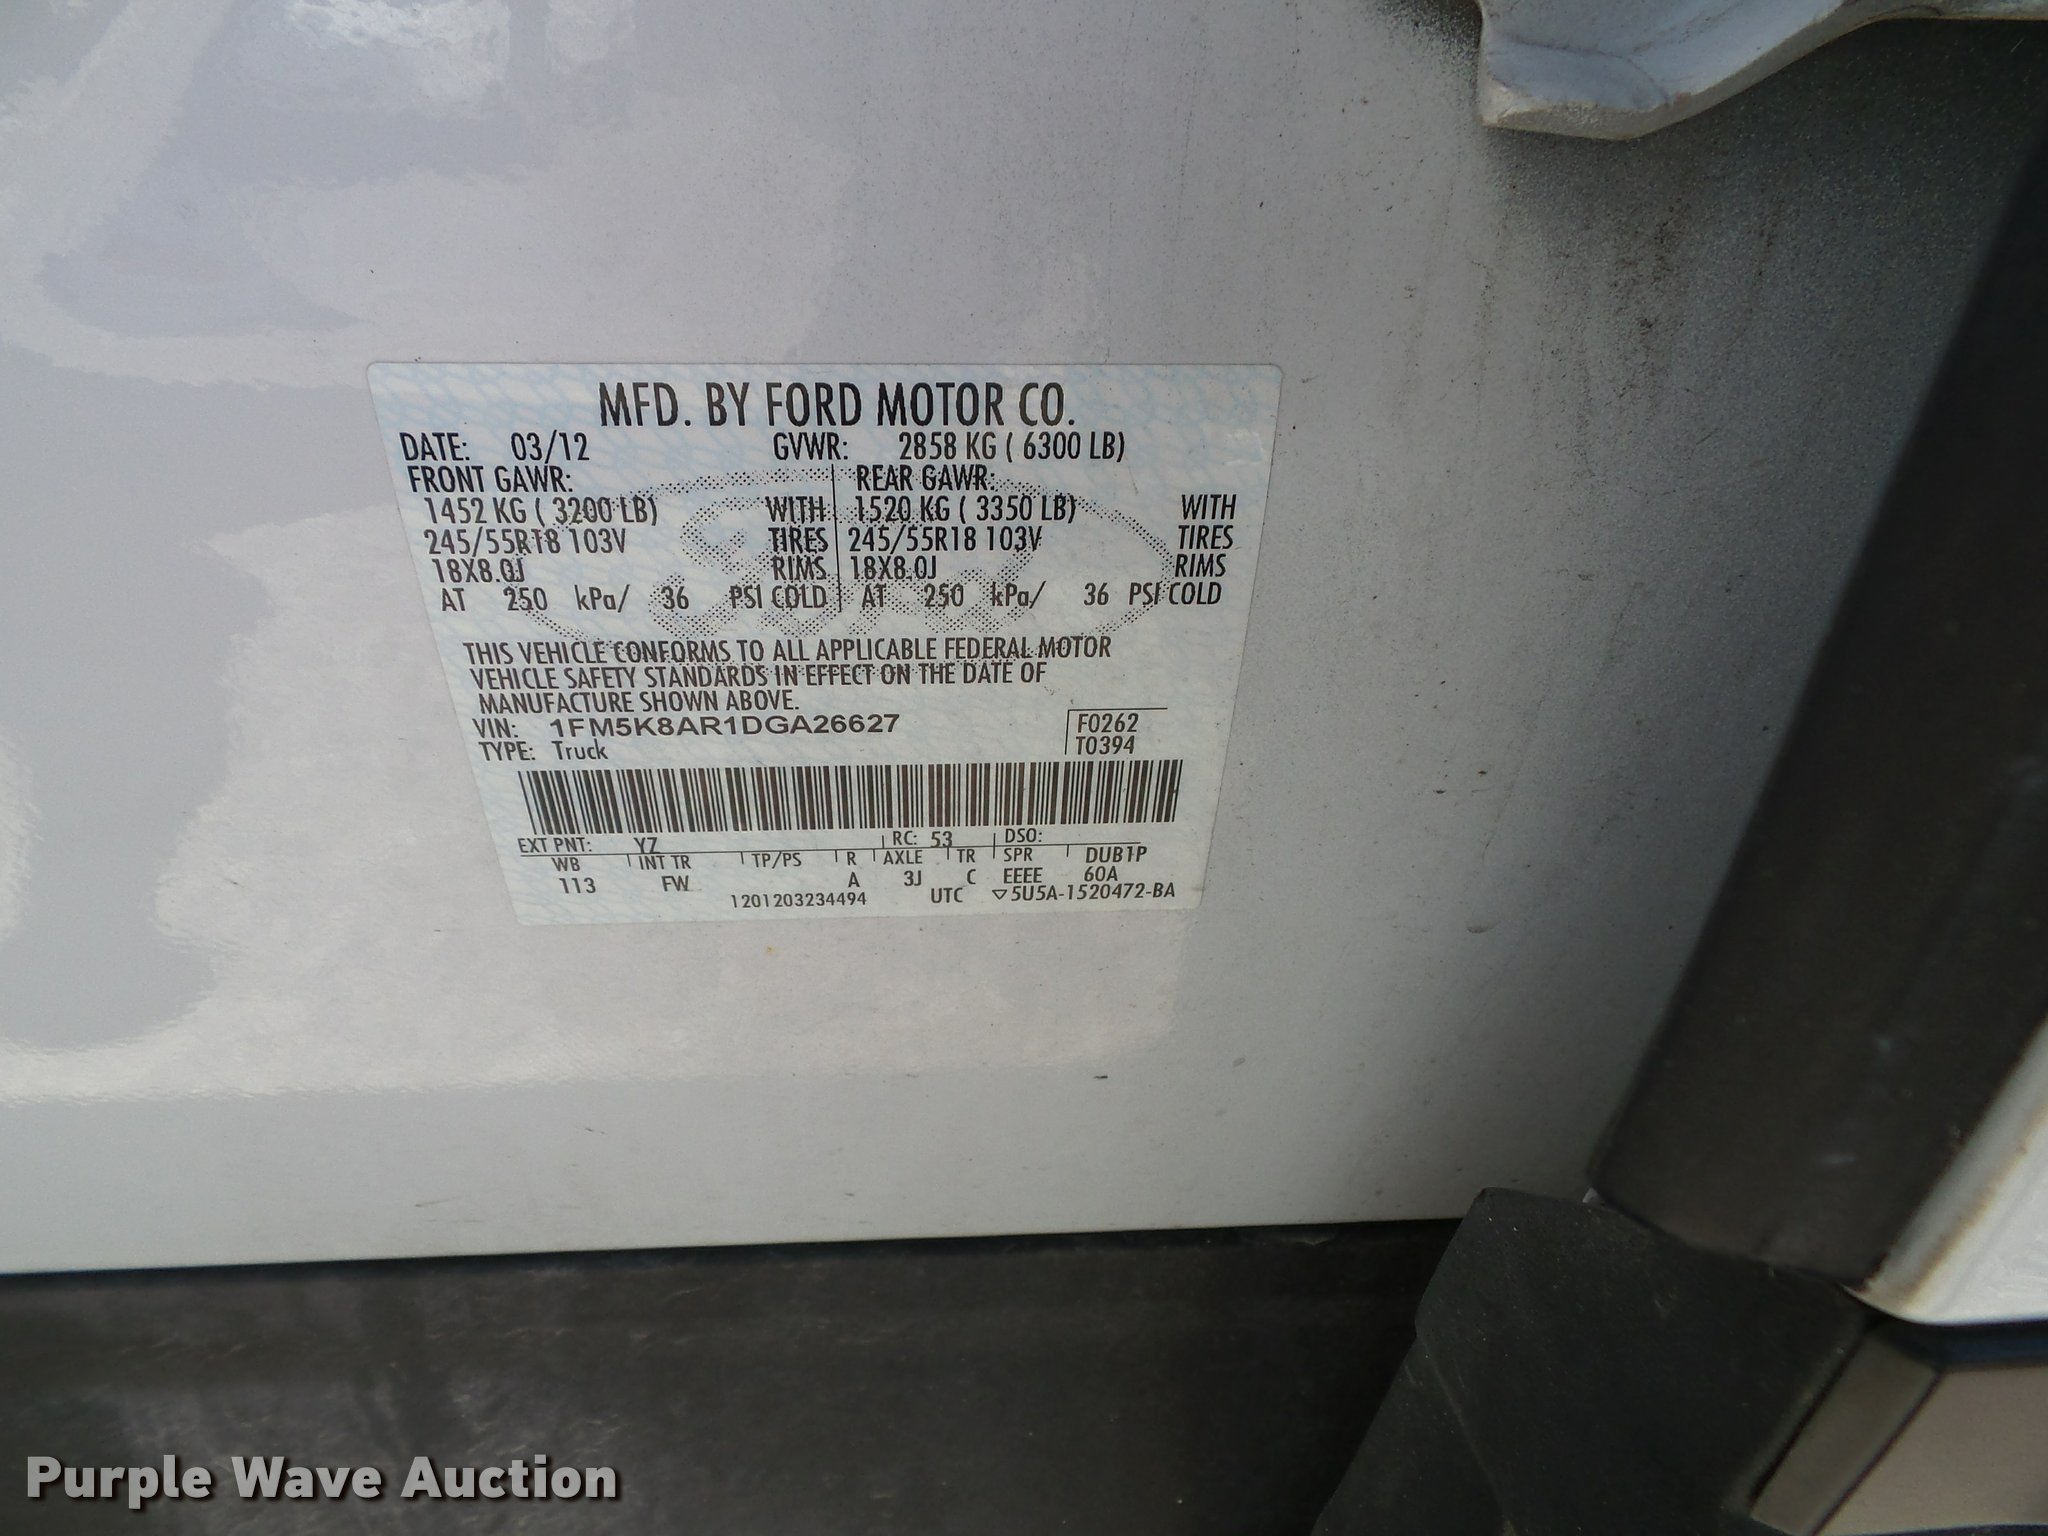 MFD. BY FORD MOTOR CO.
DATE: 03/12 GVWR: 2858 KG ( 6300 LB)
FRONT GAWR: REAR GAWR:
1452 KG ( 3200 LB) WITH 1520 KG ( 3350 LB) WITH
245/55R18 103V TIRES 245/55R18 103V TIRES
18X8.0J RIMS 18X8.0J RIMS
AT 250 kPa/ 36 PSI COLD AT 250 kPa/ 36 PSI COLD
THIS VEHICLE CONFORMS TO ALL APPLICABLE FEDERAL MOTOR
VEHICLE SAFETY STANDARDS IN EFFECT ON THE DATE OF
MANUFACTURE SHOWN ABOVE.
VIN: 1FM5K8AR1DGA26627 F0262
TYPE: Truck T0394
EXT PNT: YZ RC: 53 DSO:
WB INT TR TP/PS R AXLE TR SPR DUB1P
113 FW A 3J C EEEE 60A
1201203234494 UTC ▽5U5A-1520472-BA
Purple Wave Auction